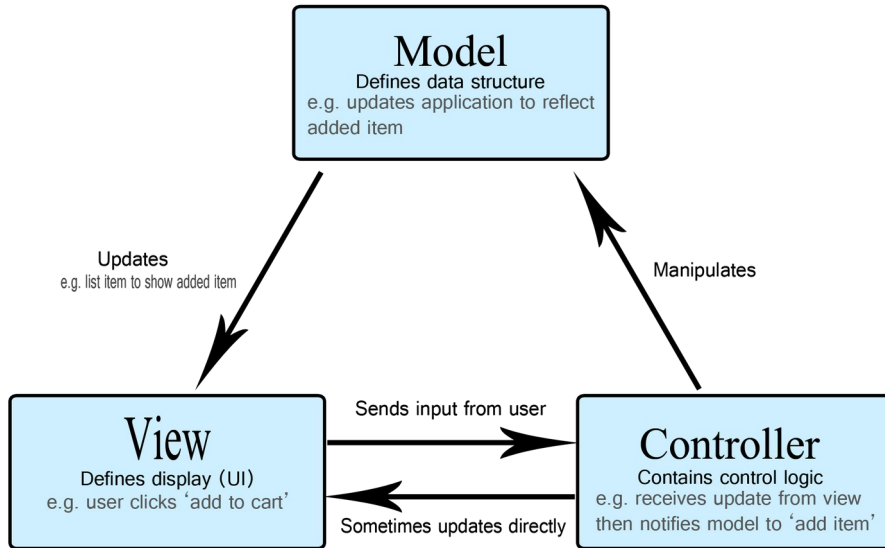 Model
Defines data structure
e.g. updates application to reflect
added item
Updates
e.g. list item to show added item
Manipulates
View
Defines display (UI)
e.g. user clicks ‘add to cart’
Sends input from user
Sometimes updates directly
Controller
Contains control logic
e.g. receives update from view
then notifies model to ‘add item’